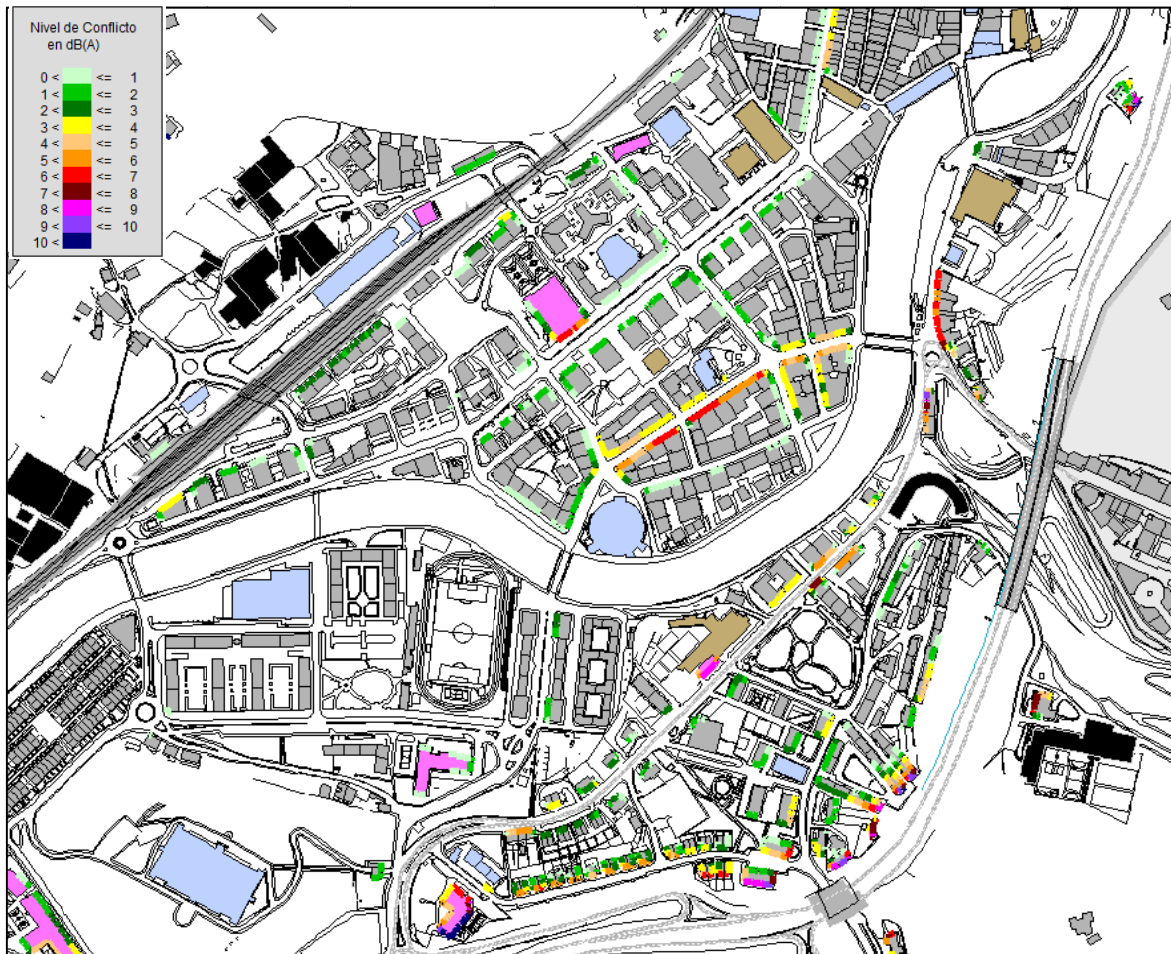 Nivel de Conflicto
en dB(A)
0 < <= 1
1 < <= 2
2 < <= 3
3 < <= 4
4 < <= 5
5 < <= 6
6 < <= 7
7 < <= 8
8 < <= 9
9 < <= 10
10 <